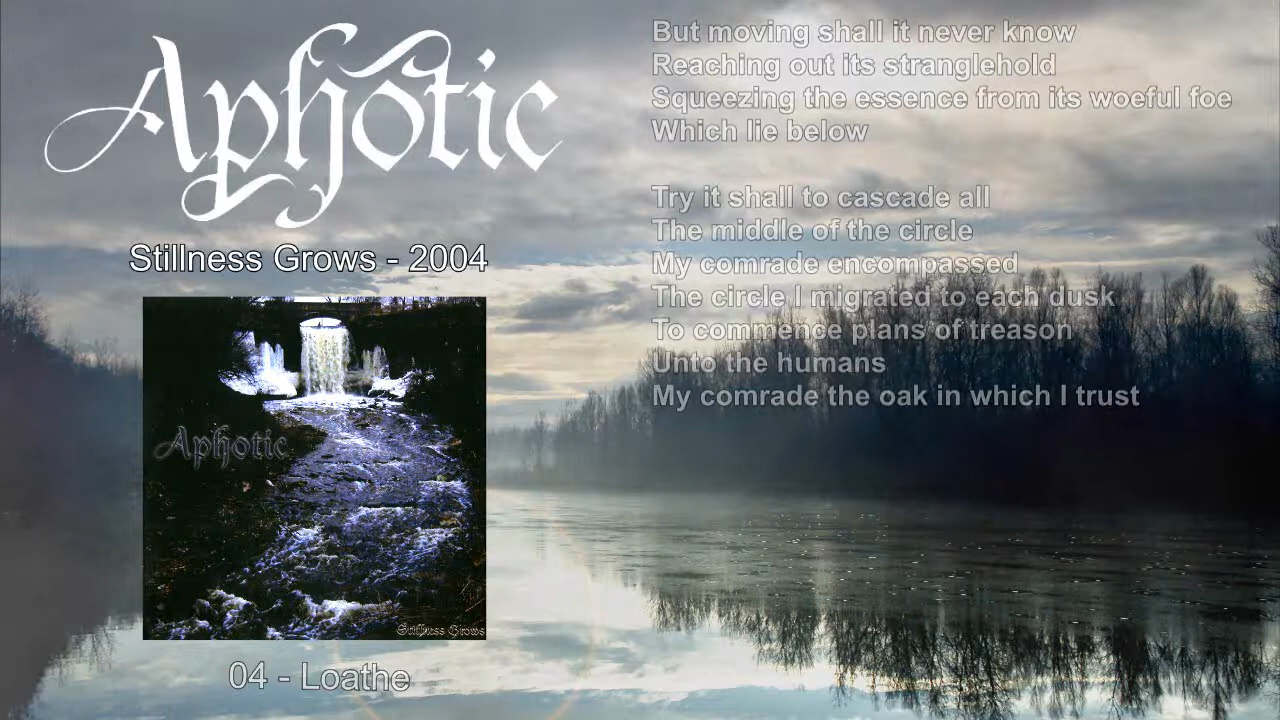 Aphotic
Stillness Grows - 2004
Aphotic
Stillness Grows
04 - Loathe
But moving shall it never know
Reaching out its stranglehold
Squeezing the essence from its woeful foe
Which lie below
Try it shall to cascade all
The middle of the circle
My comrade encompassed
The circle I migrated to each dusk
To commence plans of treason
Unto the humans
My comrade the oak in which I trust